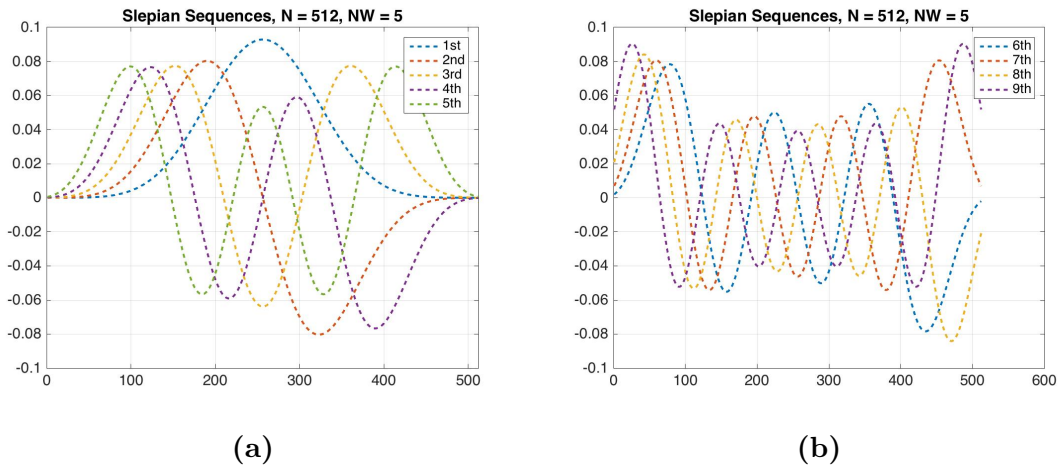 Slepian Sequences, N = 512, NW = 5
0.1
0.08
0.06
0.04
0.02
0
-0.02
-0.04
-0.06
-0.08
-0.1
0 100 200 300 400 500
1st
2nd
3rd
4th
5th
(a)
Slepian Sequences, N = 512, NW = 5
0.1
0.08
0.06
0.04
0.02
0
-0.02
-0.04
-0.06
-0.08
-0.1
0 100 200 300 400 500 600
6th
7th
8th
9th
(b)